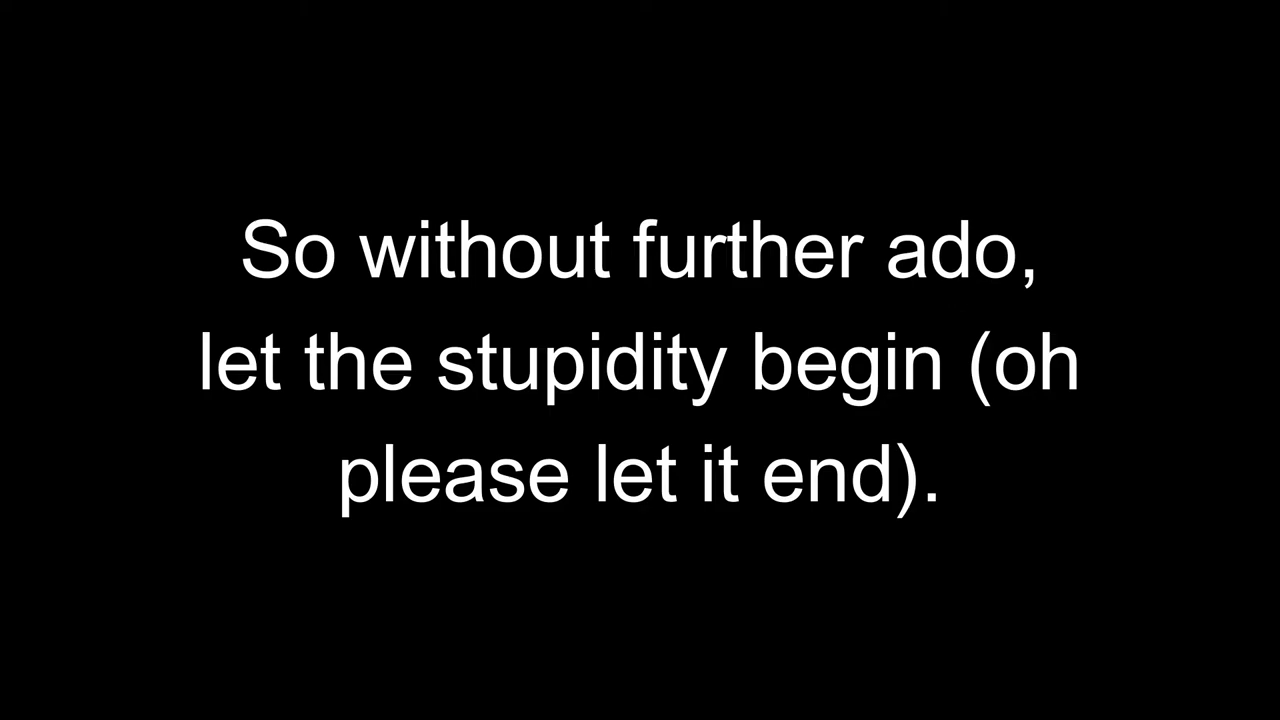 So without further ado,
let the stupidity begin (oh
please let it end).